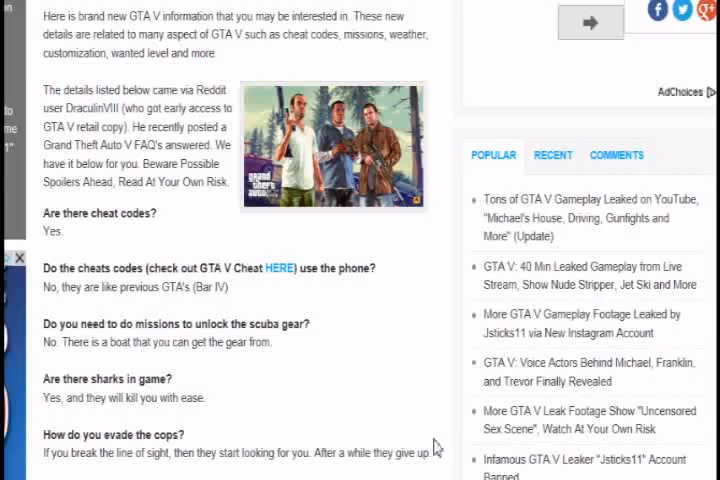 Here is brand new GTA V information that you may be interested in. These new
details are related to many aspect of GTA V such as cheat codes, missions, weather,
customization, wanted level and more.
The details listed below came via Reddit
user DraculinVIII (who got early access to
GTA V retail copy). He recently posted a
Grand Theft Auto V FAQ's answered. We
have it below for you. Beware Possible
Spoilers Ahead, Read At Your Own Risk.
grand
theft
auto
Are there cheat codes?
Yes.
Do the cheats codes (check out GTA V Cheat HERE) use the phone?
No, they are like previous GTA's (Bar IV)
Do you need to do missions to unlock the scuba gear?
No. There is a boat that you can get the gear from.
Are there sharks in game?
Yes, and they will kill you with ease.
How do you evade the cops?
If you break the line of sight, then they start looking for you. After a while they give up.
AdChoices
POPULAR RECENT COMMENTS
Tons of GTA V Gameplay Leaked on YouTube,
"Michael's House, Driving, Gunfights and
More" (Update)
GTA V: 40 Min Leaked Gameplay from Live
Stream, Show Nude Stripper, Jet Ski and More
More GTA V Gameplay Footage Leaked by
Jsticks11 via New Instagram Account
GTA V: Voice Actors Behind Michael, Franklin,
and Trevor Finally Revealed
More GTA V Leak Footage Show "Uncensored
Sex Scene", Watch At Your Own Risk
Infamous GTA V Leaker "Jsticks11" Account
Banned